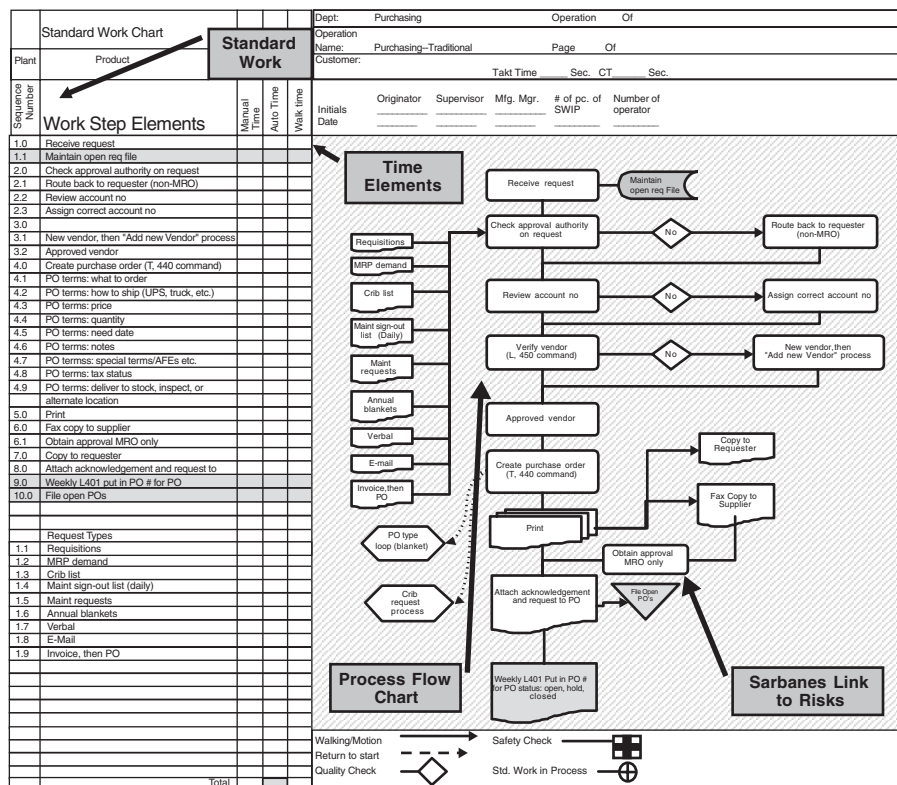 Standard Work Chart
Plant
Product
Standard
Work
Dept: Purchasing Operation Of
Operation
Name: Purchasing--Traditional Page Of
Customer:
Takt Time _____ Sec. CT______ Sec.
Sequence
Number
Work Step Elements
Manual
Time
Auto Time
Walk time
Initials
Date
Originator
Supervisor
Mfg. Mgr.
# of pc. of
SWIP
Number of
operator
1.0 Receive request
1.1 Maintain open req file
2.0 Check approval authority on request
2.1 Route back to requester (non-MRO)
2.2 Review account no
2.3 Assign correct account no
3.0
3.1 New vendor, then "Add new Vendor" process
3.2 Approved vendor
4.0 Create purchase order (T, 440 command)
4.1 PO terms: what to order
4.2 PO terms: how to ship (UPS, truck, etc.)
4.3 PO terms: price
4.4 PO terms: quantity
4.5 PO terms: need date
4.6 PO terms: notes
4.7 PO termss: special terms/AFEs etc.
4.8 PO terms: tax status
4.9 PO terms: deliver to stock, inspect, or
alternate location
5.0 Print
6.0 Fax copy to supplier
6.1 Obtain approval MRO only
7.0 Copy to requester
8.0 Attach acknowledgement and request to
9.0 Weekly L401 put in PO # for PO
10.0 File open POs
Request Types
1.1 Requisitions
1.2 MRP demand
1.3 Crib list
1.4 Maint sign-out list (daily)
1.5 Maint requests
1.6 Annual blankets
1.7 Verbal
1.8 E-Mail
1.9 Invoice, then PO
Total
Time
Elements
Receive request
Maintain
open req File
Requisitions
MRP demand
Crib list
Maint sign-out
list (Daily)
Maint
requests
Annual
blankets
Verbal
E-mail
Invoice,then
PO
Check approval authority
on request
No
Route back to requester
(non-MRO)
Review account no
No
Assign correct account no
Verify vendor
(L, 450 command)
No
New vendor,then
"Add new Vendor" process
Approved vendor
Create purchase order
(T, 440 command)
Copy to
Requester
Fax Copy to
Supplier
Print
PO type
loop (blanket)
Obtain approval
MRO only
Crib
request
process
Attach acknowledgement
and request to PO
File Open
PO's
Process Flow
Chart
Weekly L401 Put in PO #
for PO status: open, hold,
closed
Sarbanes Link
to Risks
Walking/Motion
Return to start
Quality Check
Safety Check
Std. Work in Process